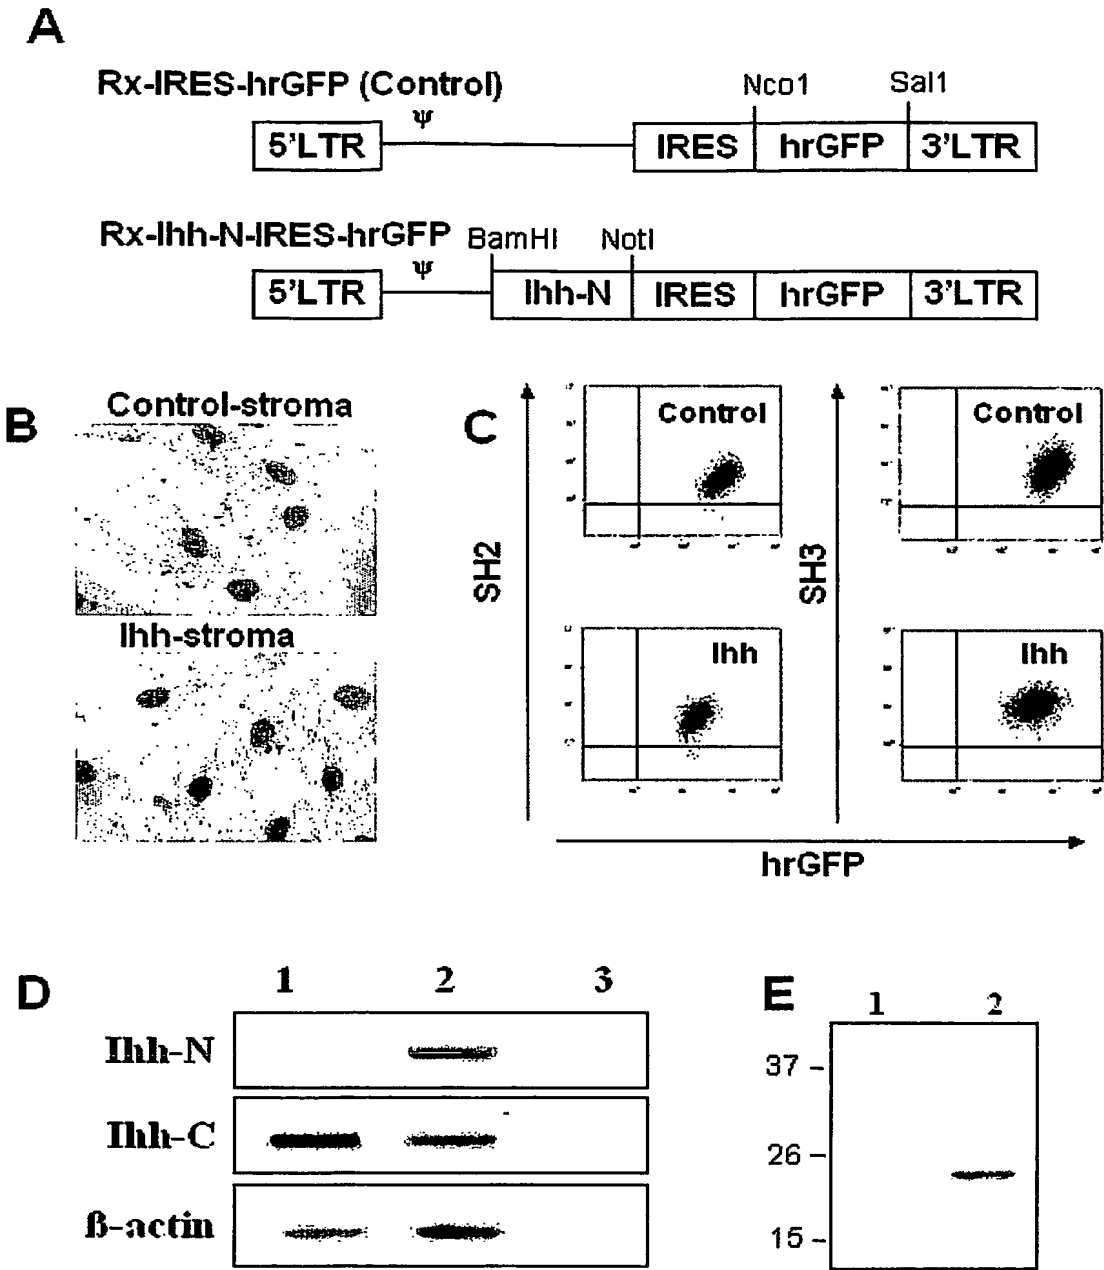 A
Rx-IRES-hrGFP (Control)
Nco1 Sal1
ψ
5'LTR IRES hrGFP 3'LTR
Rx-Ihh-N-IRES-hrGFP BamHI NotI
ψ
5'LTR Ihh-N IRES hrGFP 3'LTR
B
Control-stroma
Ihh-stroma
C
SH2
Control
Ihh
SH3
Control
Ihh
hrGFP
D
1 2 3
Ihh-N
Ihh-C
ß-actin
E
1 2
37
26
15